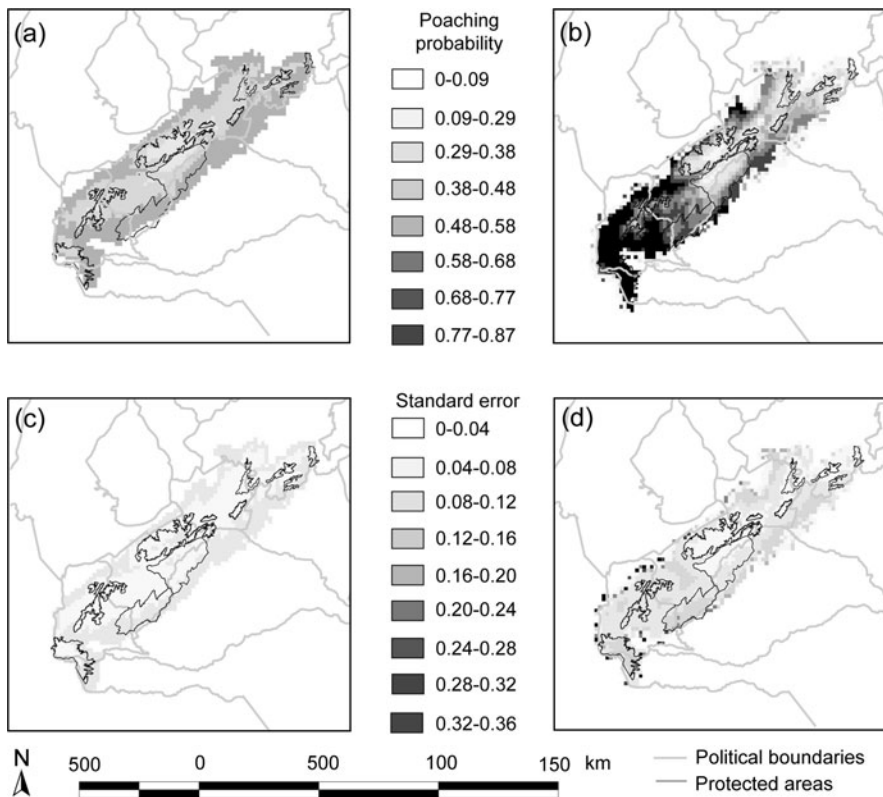 (a)
Poaching
probability
0-0.09
0.09-0.29
0.29-0.38
0.38-0.48
0.48-0.58
0.58-0.68
0.68-0.77
0.77-0.87
(b)
(c)
Standard error
0-0.04
0.04-0.08
0.08-0.12
0.12-0.16
0.16-0.20
0.20-0.24
0.24-0.28
0.28-0.32
0.32-0.36
(d)
N
500 0 500 150 km
Political boundaries
Protected areas